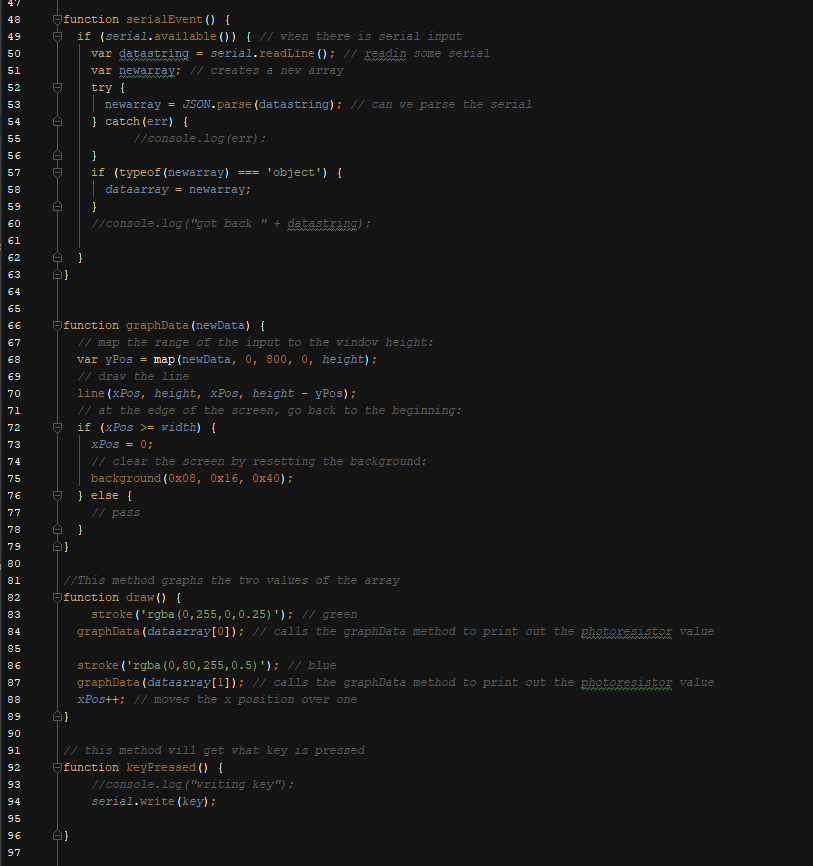 47
48 function serialEvent() {
49 if (serial.available()) { // when there is serial input
50 var datastring = serial.readLine(); // readin some serial
51 var newarray; // creates a new array
52 try {
53 newarray = JSON.parse(datastring); // can we parse the serial
54 } catch(err) {
55 //console.log(err);
56 }
57 if (typeof(newarray) === 'object') {
58 dataarray = newarray;
59 }
60 //console.log("got back " + datastring);
61
62 }
63 }
64
65
66 function graphData(newData) {
67 // map the range of the input to the window height:
68 var yPos = map(newData, 0, 800, 0, height);
69 // draw the line
70 line(xPos, height, xPos, height - yPos);
71 // at the edge of the screen, go back to the beginning:
72 if (xPos >= width) {
73 xPos = 0;
74 // clear the screen by resetting the background:
75 background(0x08, 0x16, 0x40);
76 } else {
77 // pass
78 }
79 }
80
81 //This method graphs the two values of the array
82 function draw() {
83 stroke('rgba(0,255,0,0.25)'); // green
84 graphData(dataarray[0]); // calls the graphData method to print out the photoresistor value
85
86 stroke('rgba(0,80,255,0.5)'); // blue
87 graphData(dataarray[1]); // calls the graphData method to print out the photoresistor value
88 xPos++; // moves the x position over one
89 }
90
91 // this method will get what key is pressed
92 function keyPressed() {
93 //console.log("writing key");
94 serial.write(key);
95
96 }
97